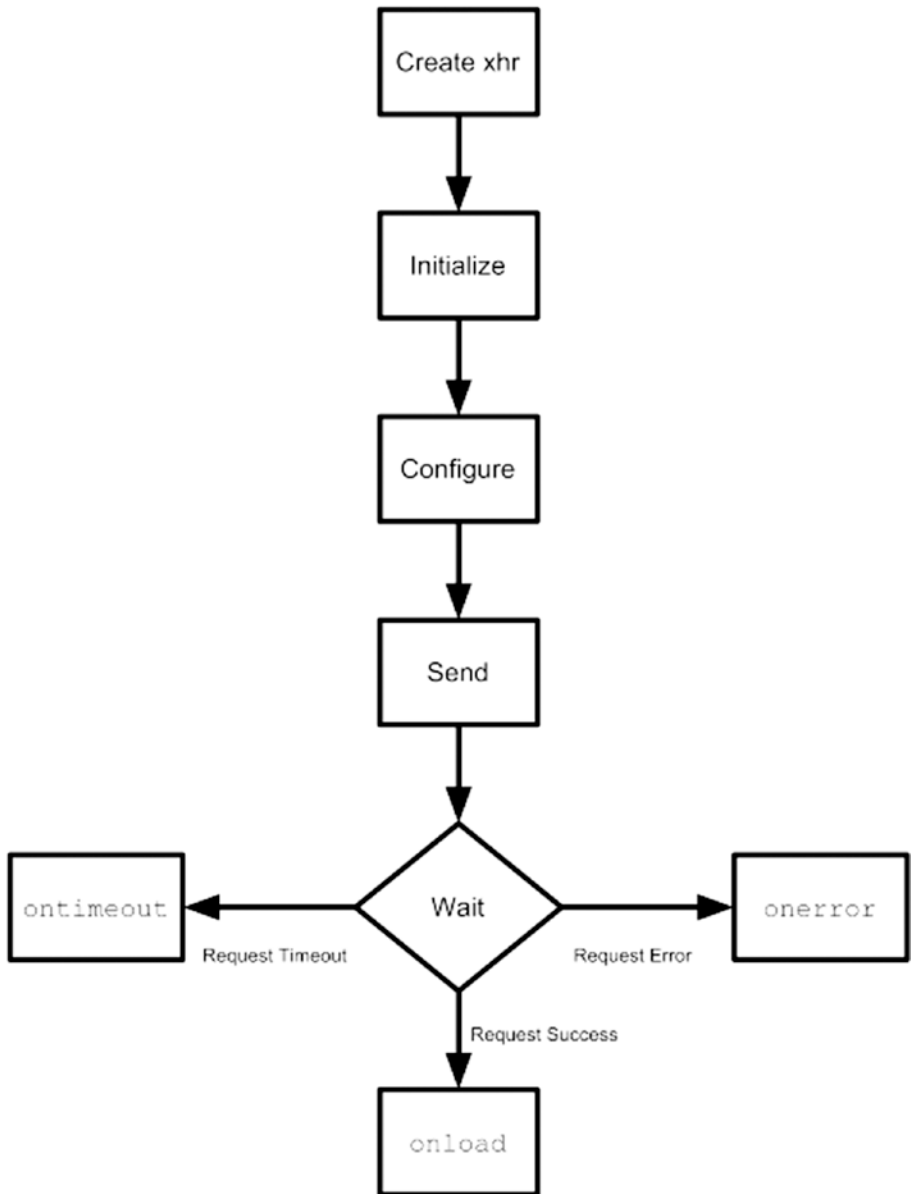 Create xhr
Initialize
Configure
Send
ontimeout
Wait
onerror
Request Timeout
Request Error
Request Success
onload